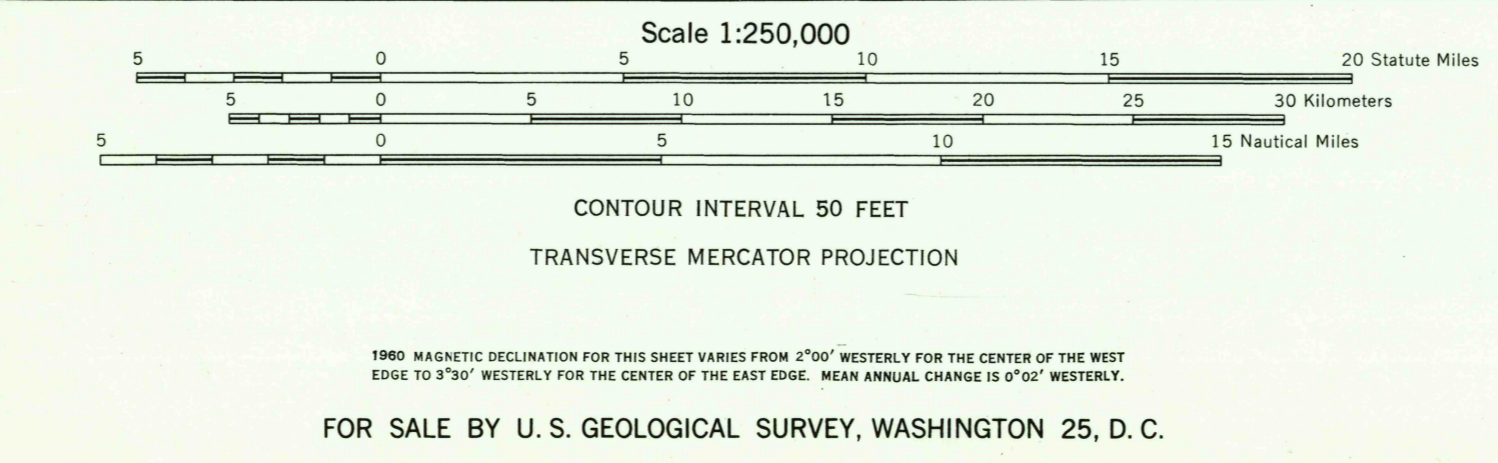 Scale 1:250,000
5 0 5 10 15 20 Statute Miles
5 0 5 10 15 20 25 30 Kilometers
5 0 5 10 15 Nautical Miles
CONTOUR INTERVAL 50 FEET
TRANSVERSE MERCATOR PROJECTION
1960 MAGNETIC DECLINATION FOR THIS SHEET VARIES FROM 2°00′ WESTERLY FOR THE CENTER OF THE WEST
EDGE TO 3°30′ WESTERLY FOR THE CENTER OF THE EAST EDGE. MEAN ANNUAL CHANGE IS 0°02′ WESTERLY.
FOR SALE BY U. S. GEOLOGICAL SURVEY, WASHINGTON 25, D. C.